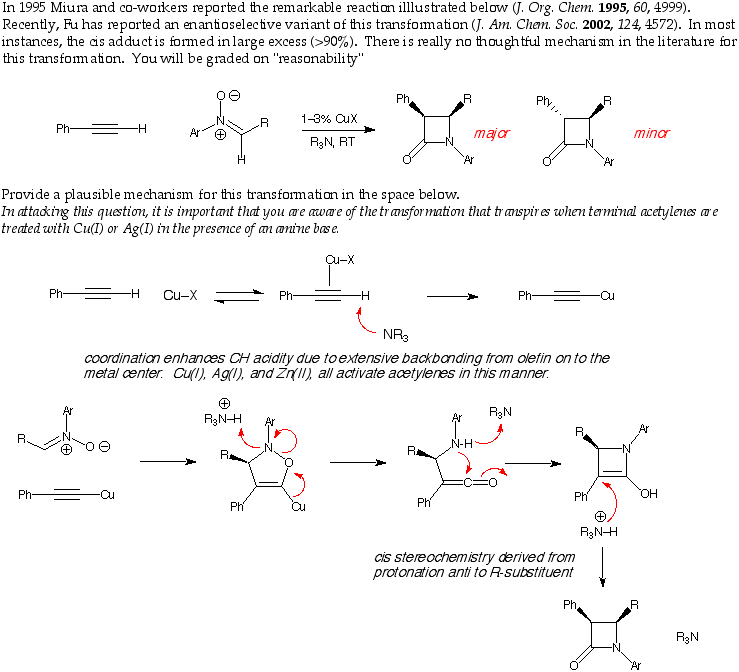 In 1995 Miura and co-workers reported the remarkable reaction illlustrated below (J. Org. Chem. 1995, 60, 4999).
Recently, Fu has reported an enantioselective variant of this transformation (J. Am. Chem. Soc. 2002, 124, 4572). In most
instances, the cis adduct is formed in large excess (>90%). There is really no thoughtful mechanism in the literature for
this transformation. You will be graded on "reasonability"
Ph H
O ⊖
Ar N ⊕ R
H
1–3% CuX
R3N, RT
Ph R
O N Ar
major
Ph R
O N Ar
minor
Provide a plausible mechanism for this transformation in the space below.
In attacking this question, it is important that you are aware of the transformation that transpires when terminal acetylenes are
treated with Cu(I) or Ag(I) in the presence of an amine base.
Ph H Cu–X
Cu–X
Ph H
NR3
Ph Cu
coordination enhances CH acidity due to extensive backbonding from olefin on to the
metal center. Cu(I), Ag(I), and Zn(II), all activate acetylenes in this manner.
Ar
R N ⊕ O ⊖
Ph Cu
⊕
R3N–H
Ar
R N O
Ph Cu
Ar
R N-H
R3N
Ph C O
R N Ar
Ph OH
⊕
R3N–H
cis stereochemistry derived from
protonation anti to R-substituent
Ph R
O N Ar
R3N